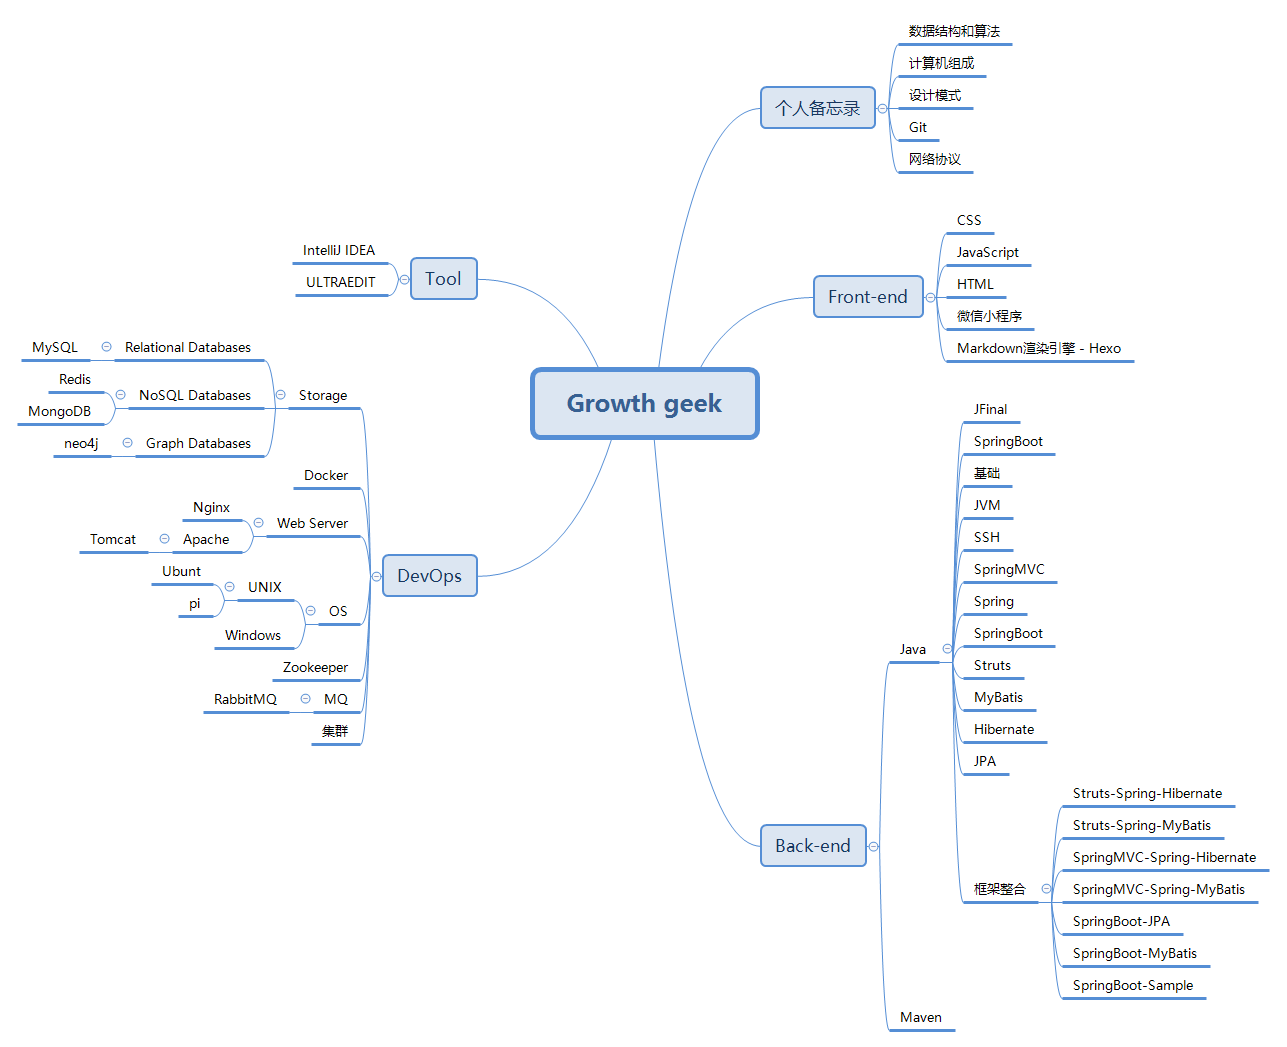 Growth geek
个人备忘录
数据结构和算法
计算机组成
设计模式
Git
网络协议
Front-end
CSS
JavaScript
HTML
微信小程序
Markdown渲染引擎 - Hexo
Back-end
Java
JFinal
SpringBoot
基础
JVM
SSH
SpringMVC
Spring
SpringBoot
Struts
MyBatis
Hibernate
JPA
框架整合
Struts-Spring-Hibernate
Struts-Spring-MyBatis
SpringMVC-Spring-Hibernate
SpringMVC-Spring-MyBatis
SpringBoot-JPA
SpringBoot-MyBatis
SpringBoot-Sample
Maven
Tool
IntelliJ IDEA
ULTRAEDIT
DevOps
Storage
Relational Databases
MySQL
NoSQL Databases
Redis
MongoDB
Graph Databases
neo4j
Docker
Web Server
Nginx
Apache
Tomcat
OS
UNIX
Ubunt
pi
Windows
Zookeeper
MQ
RabbitMQ
集群